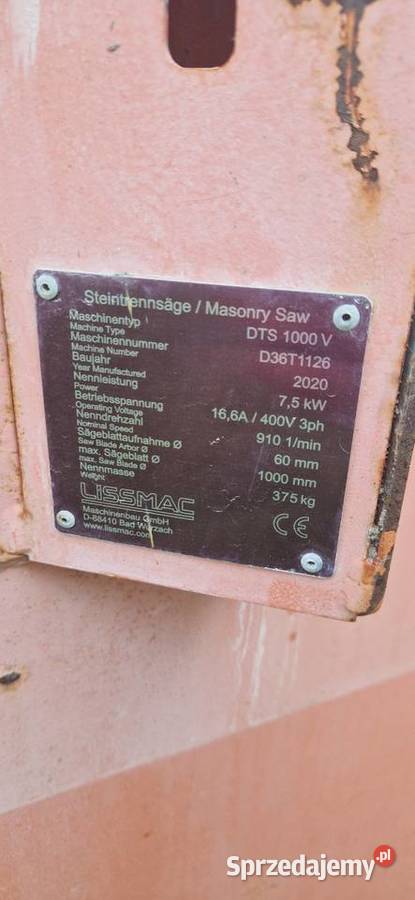 Steintrennsäge / Masonry Saw
Maschinentyp DTS 1000 V
Machine Type
Maschinennummer D36T1126
Machine Number
Baujahr 2020
Year Manufactured
Nennleistung 7,5 kW
Power
Betriebsspannung 16,6A / 400V 3ph
Operating Voltage
Nenndrehzahl 910 1/min
Nominal Speed
Sägeblattaufnahme Ø 60 mm
Saw Blade Arbor Ø
max. Sägeblatt Ø 1000 mm
max. Saw Blade Ø
Nennmasse 375 kg
Weight
LISSMAC
Maschinenbau GmbH
D-88410 Bad Wurzach
www.lissmac.com
CE
Sprzedajemy.pl